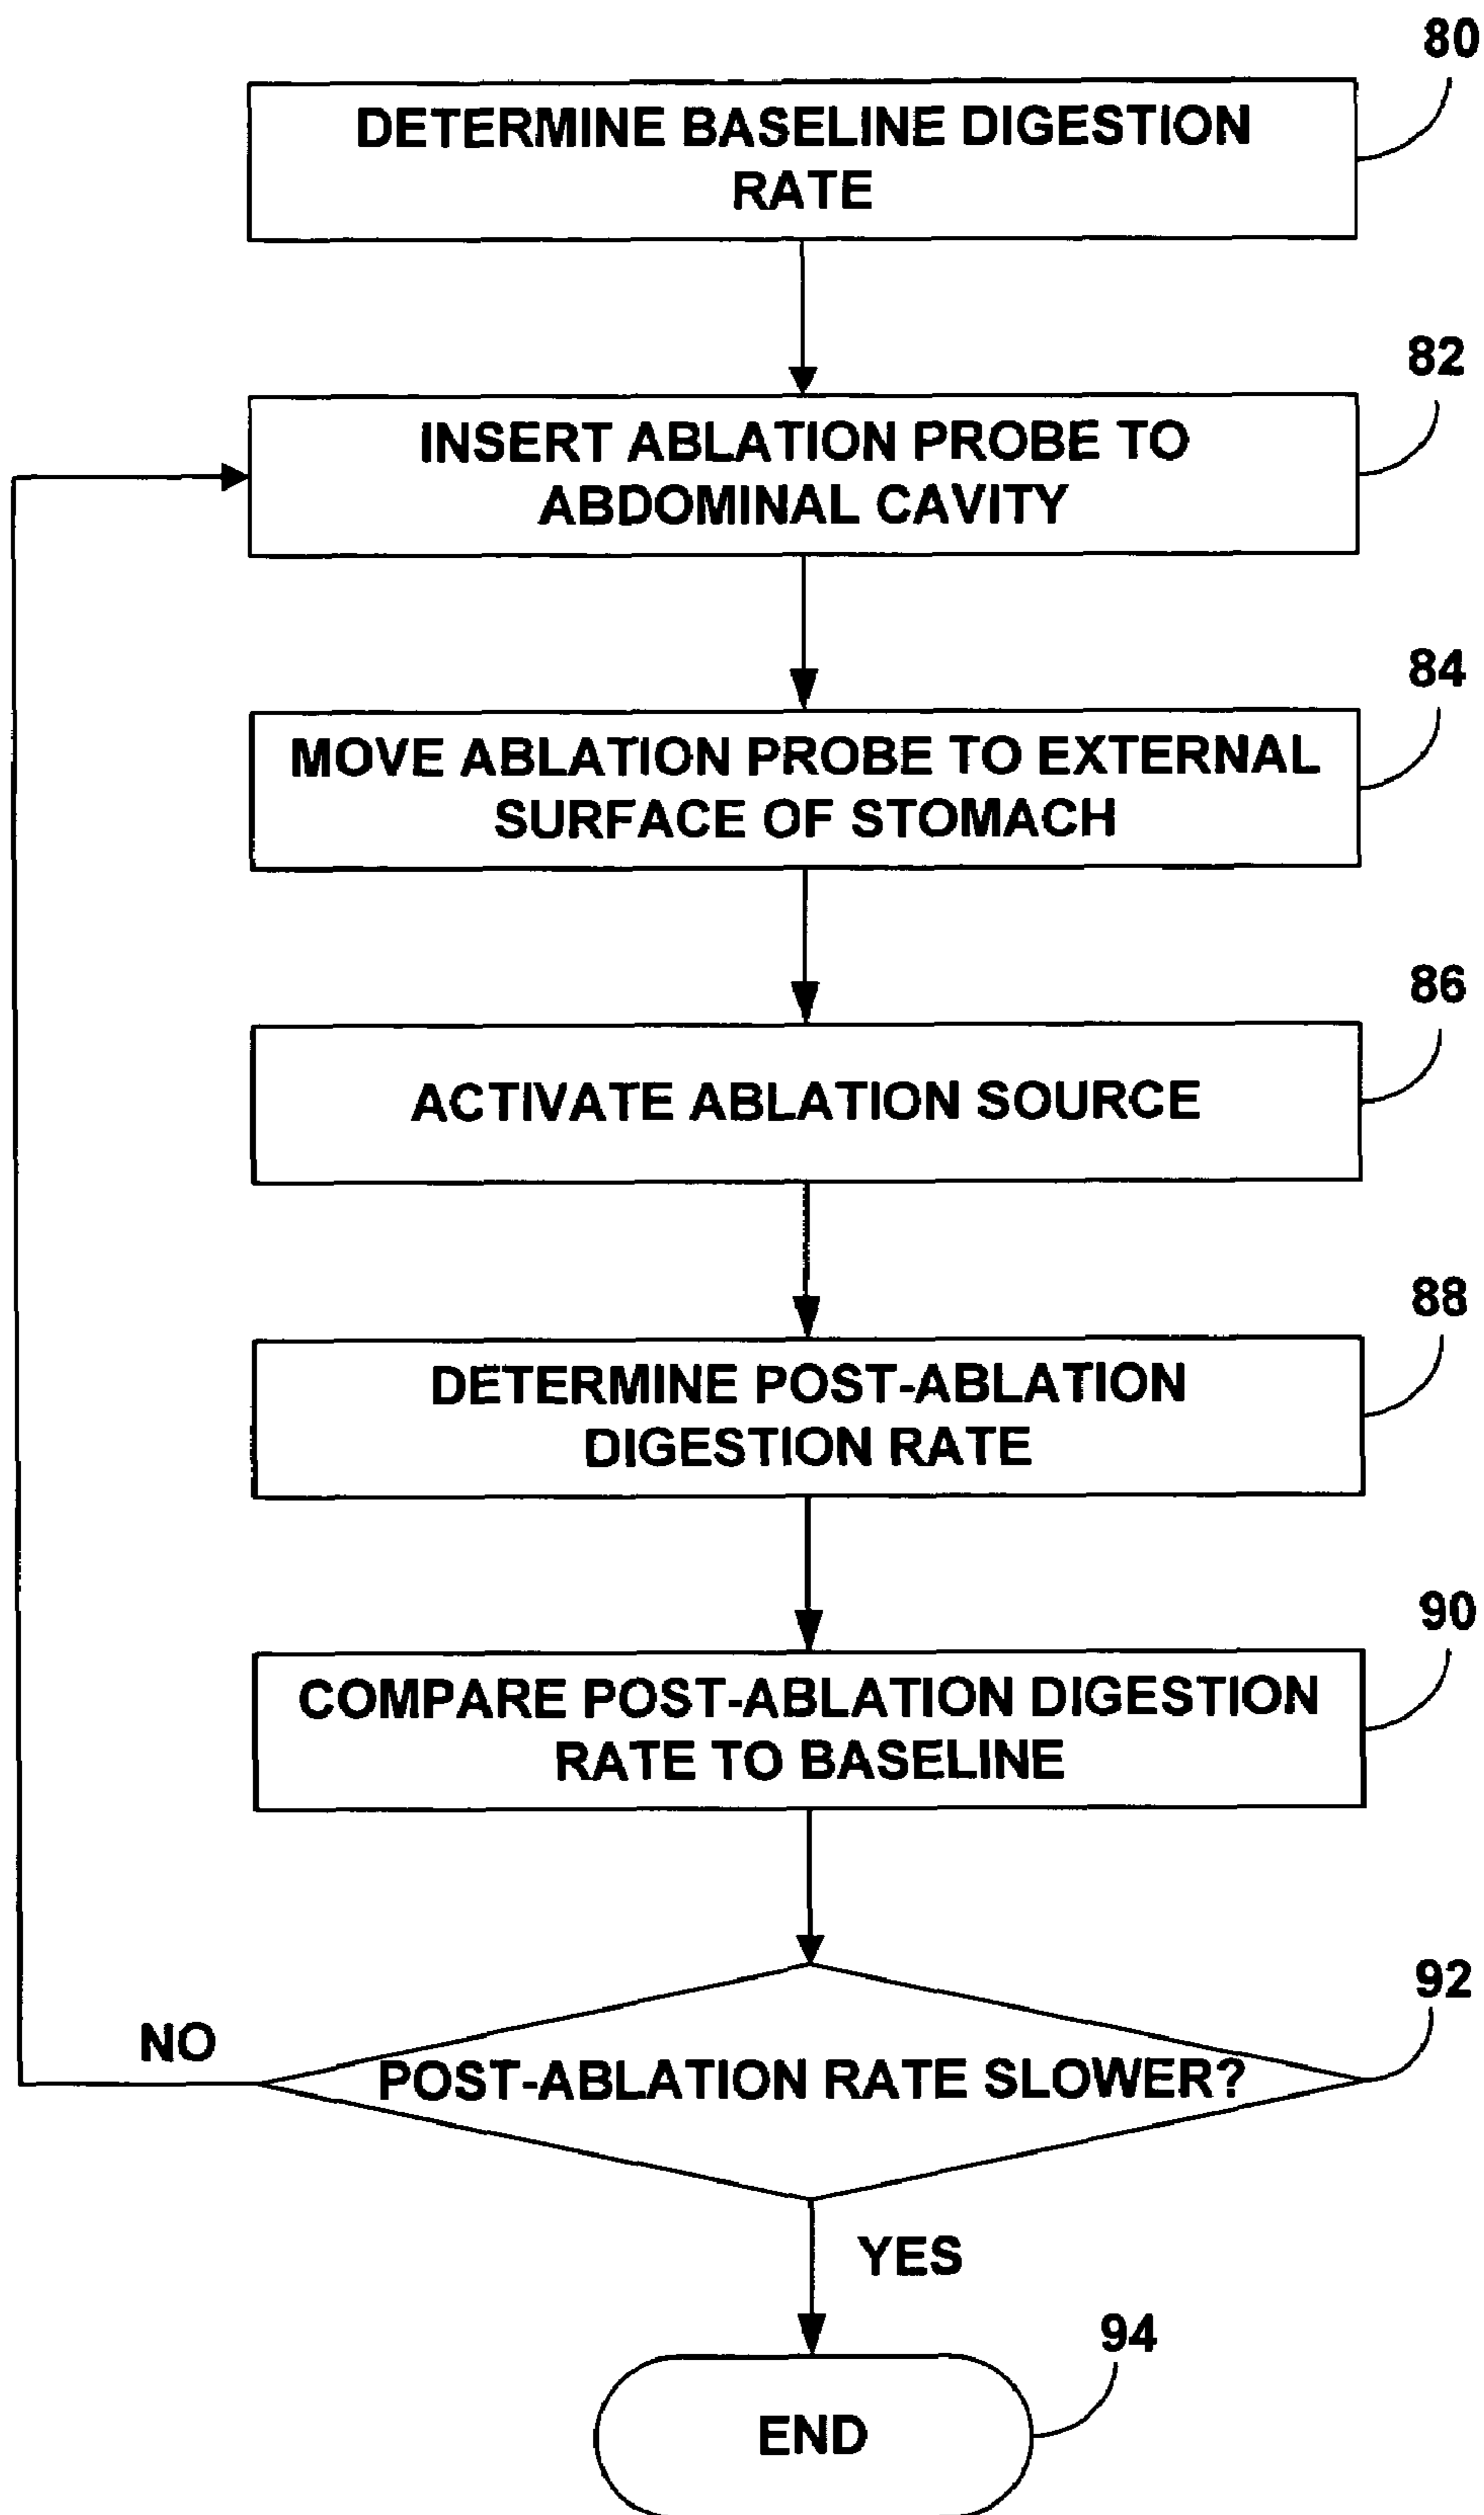 80
DETERMINE BASELINE DIGESTION
RATE
82
INSERT ABLATION PROBE TO
ABDOMINAL CAVITY
84
MOVE ABLATION PROBE TO EXTERNAL
SURFACE OF STOMACH
86
ACTIVATE ABLATION SOURCE
88
DETERMINE POST-ABLATION
DIGESTION RATE
90
COMPARE POST-ABLATION DIGESTION
RATE TO BASELINE
92
NO
POST-ABLATION RATE SLOWER?
YES
94
END